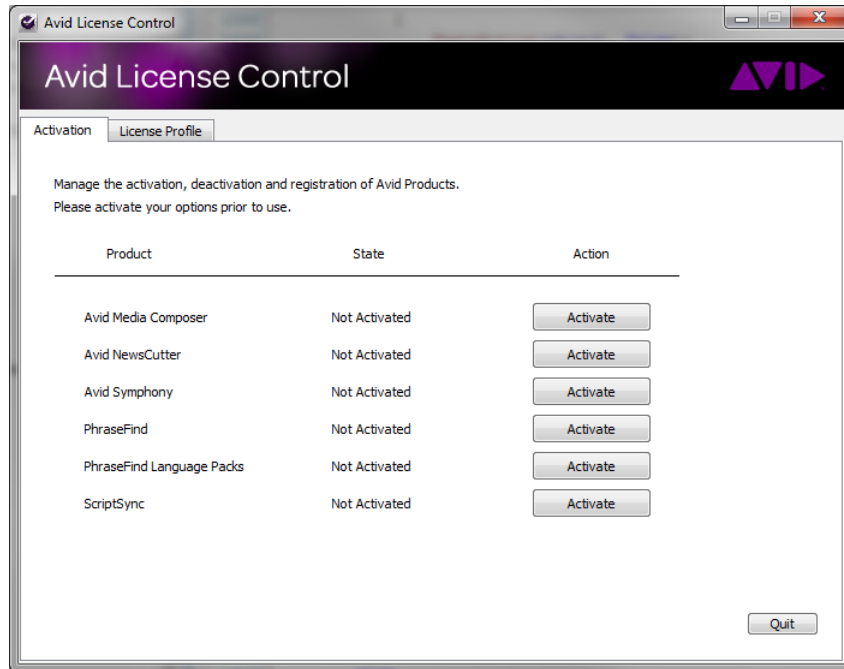 Avid License Control
Avid License Control
AVID
Activation License Profile
Manage the activation, deactivation and registration of Avid Products.
Please activate your options prior to use.
Product State Action
Avid Media Composer Not Activated Activate
Avid NewsCutter Not Activated Activate
Avid Symphony Not Activated Activate
PhraseFind Not Activated Activate
PhraseFind Language Packs Not Activated Activate
ScriptSync Not Activated Activate
Quit